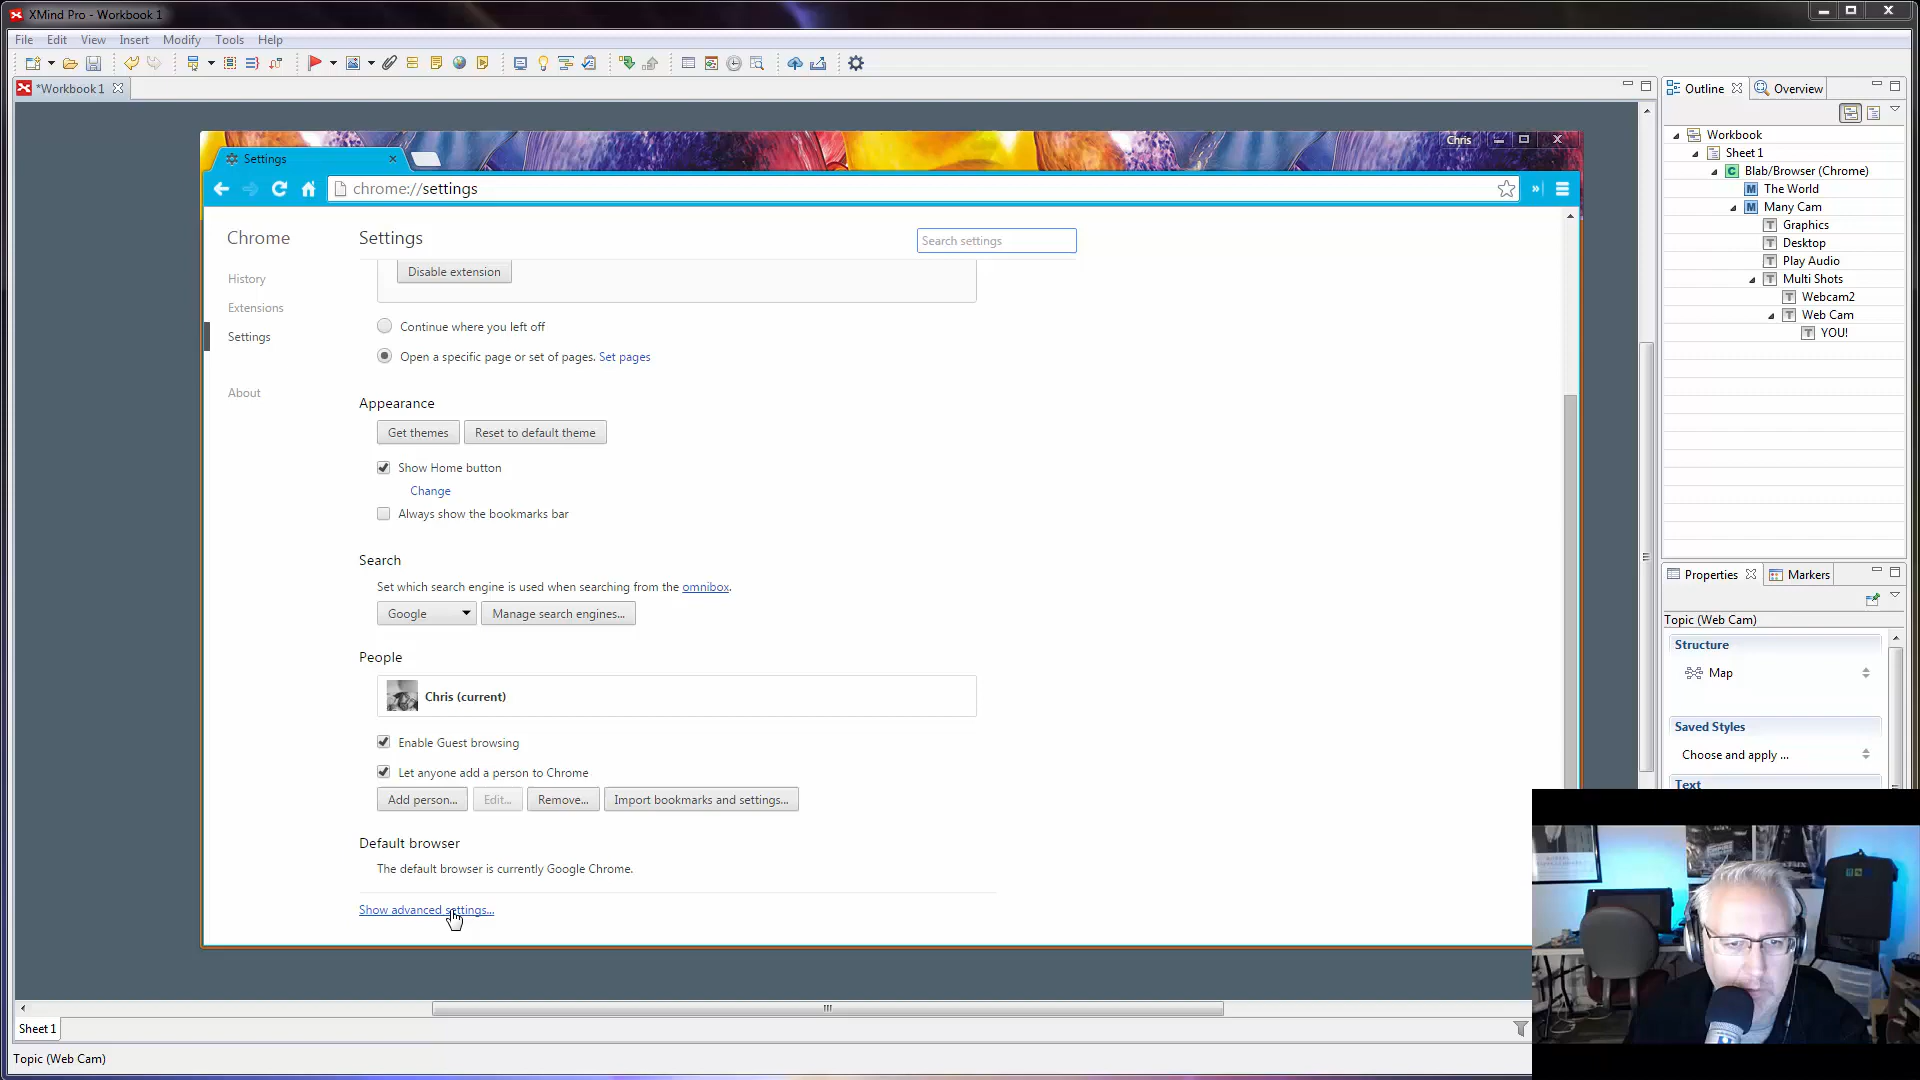 XMind Pro - Workbook 1
File Edit View Insert Modify Tools Help
*Workbook 1
Outline Overview
Workbook
Sheet 1
Blab/Browser (Chrome)
The World
Many Cam
Graphics
Desktop
Play Audio
Multi Shots
Webcam2
Web Cam
YOU!
Chris
Settings
chrome://settings
Chrome
History
Extensions
Settings
About
Settings
Search settings
Disable extension
Continue where you left off
Open a specific page or set of pages. Set pages
Appearance
Get themes Reset to default theme
Show Home button
Change
Always show the bookmarks bar
Search
Set which search engine is used when searching from the omnibox.
Google Manage search engines...
People
Chris (current)
Enable Guest browsing
Let anyone add a person to Chrome
Add person... Edit... Remove... Import bookmarks and settings...
Default browser
The default browser is currently Google Chrome.
Show advanced settings...
Properties Markers
Topic (Web Cam)
Structure
Map
Saved Styles
Choose and apply ...
Text
Sheet 1
Topic (Web Cam)